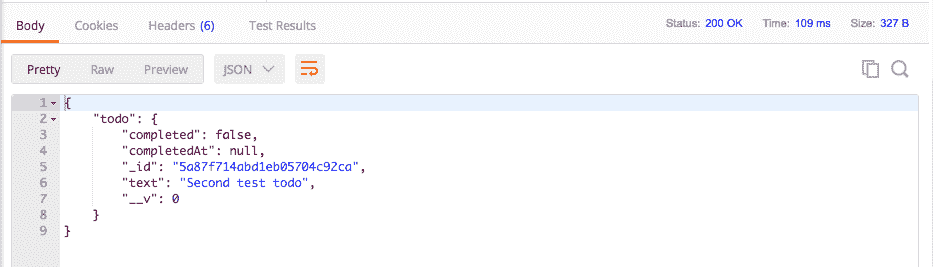 Body Cookies Headers (6) Test Results Status: 200 OK Time: 109 ms Size: 327 B
Pretty Raw Preview JSON
1 {
2 "todo": {
3 "completed": false,
4 "completedAt": null,
5 "_id": "5a87f714abd1eb05704c92ca",
6 "text": "Second test todo",
7 "__v": 0
8 }
9 }